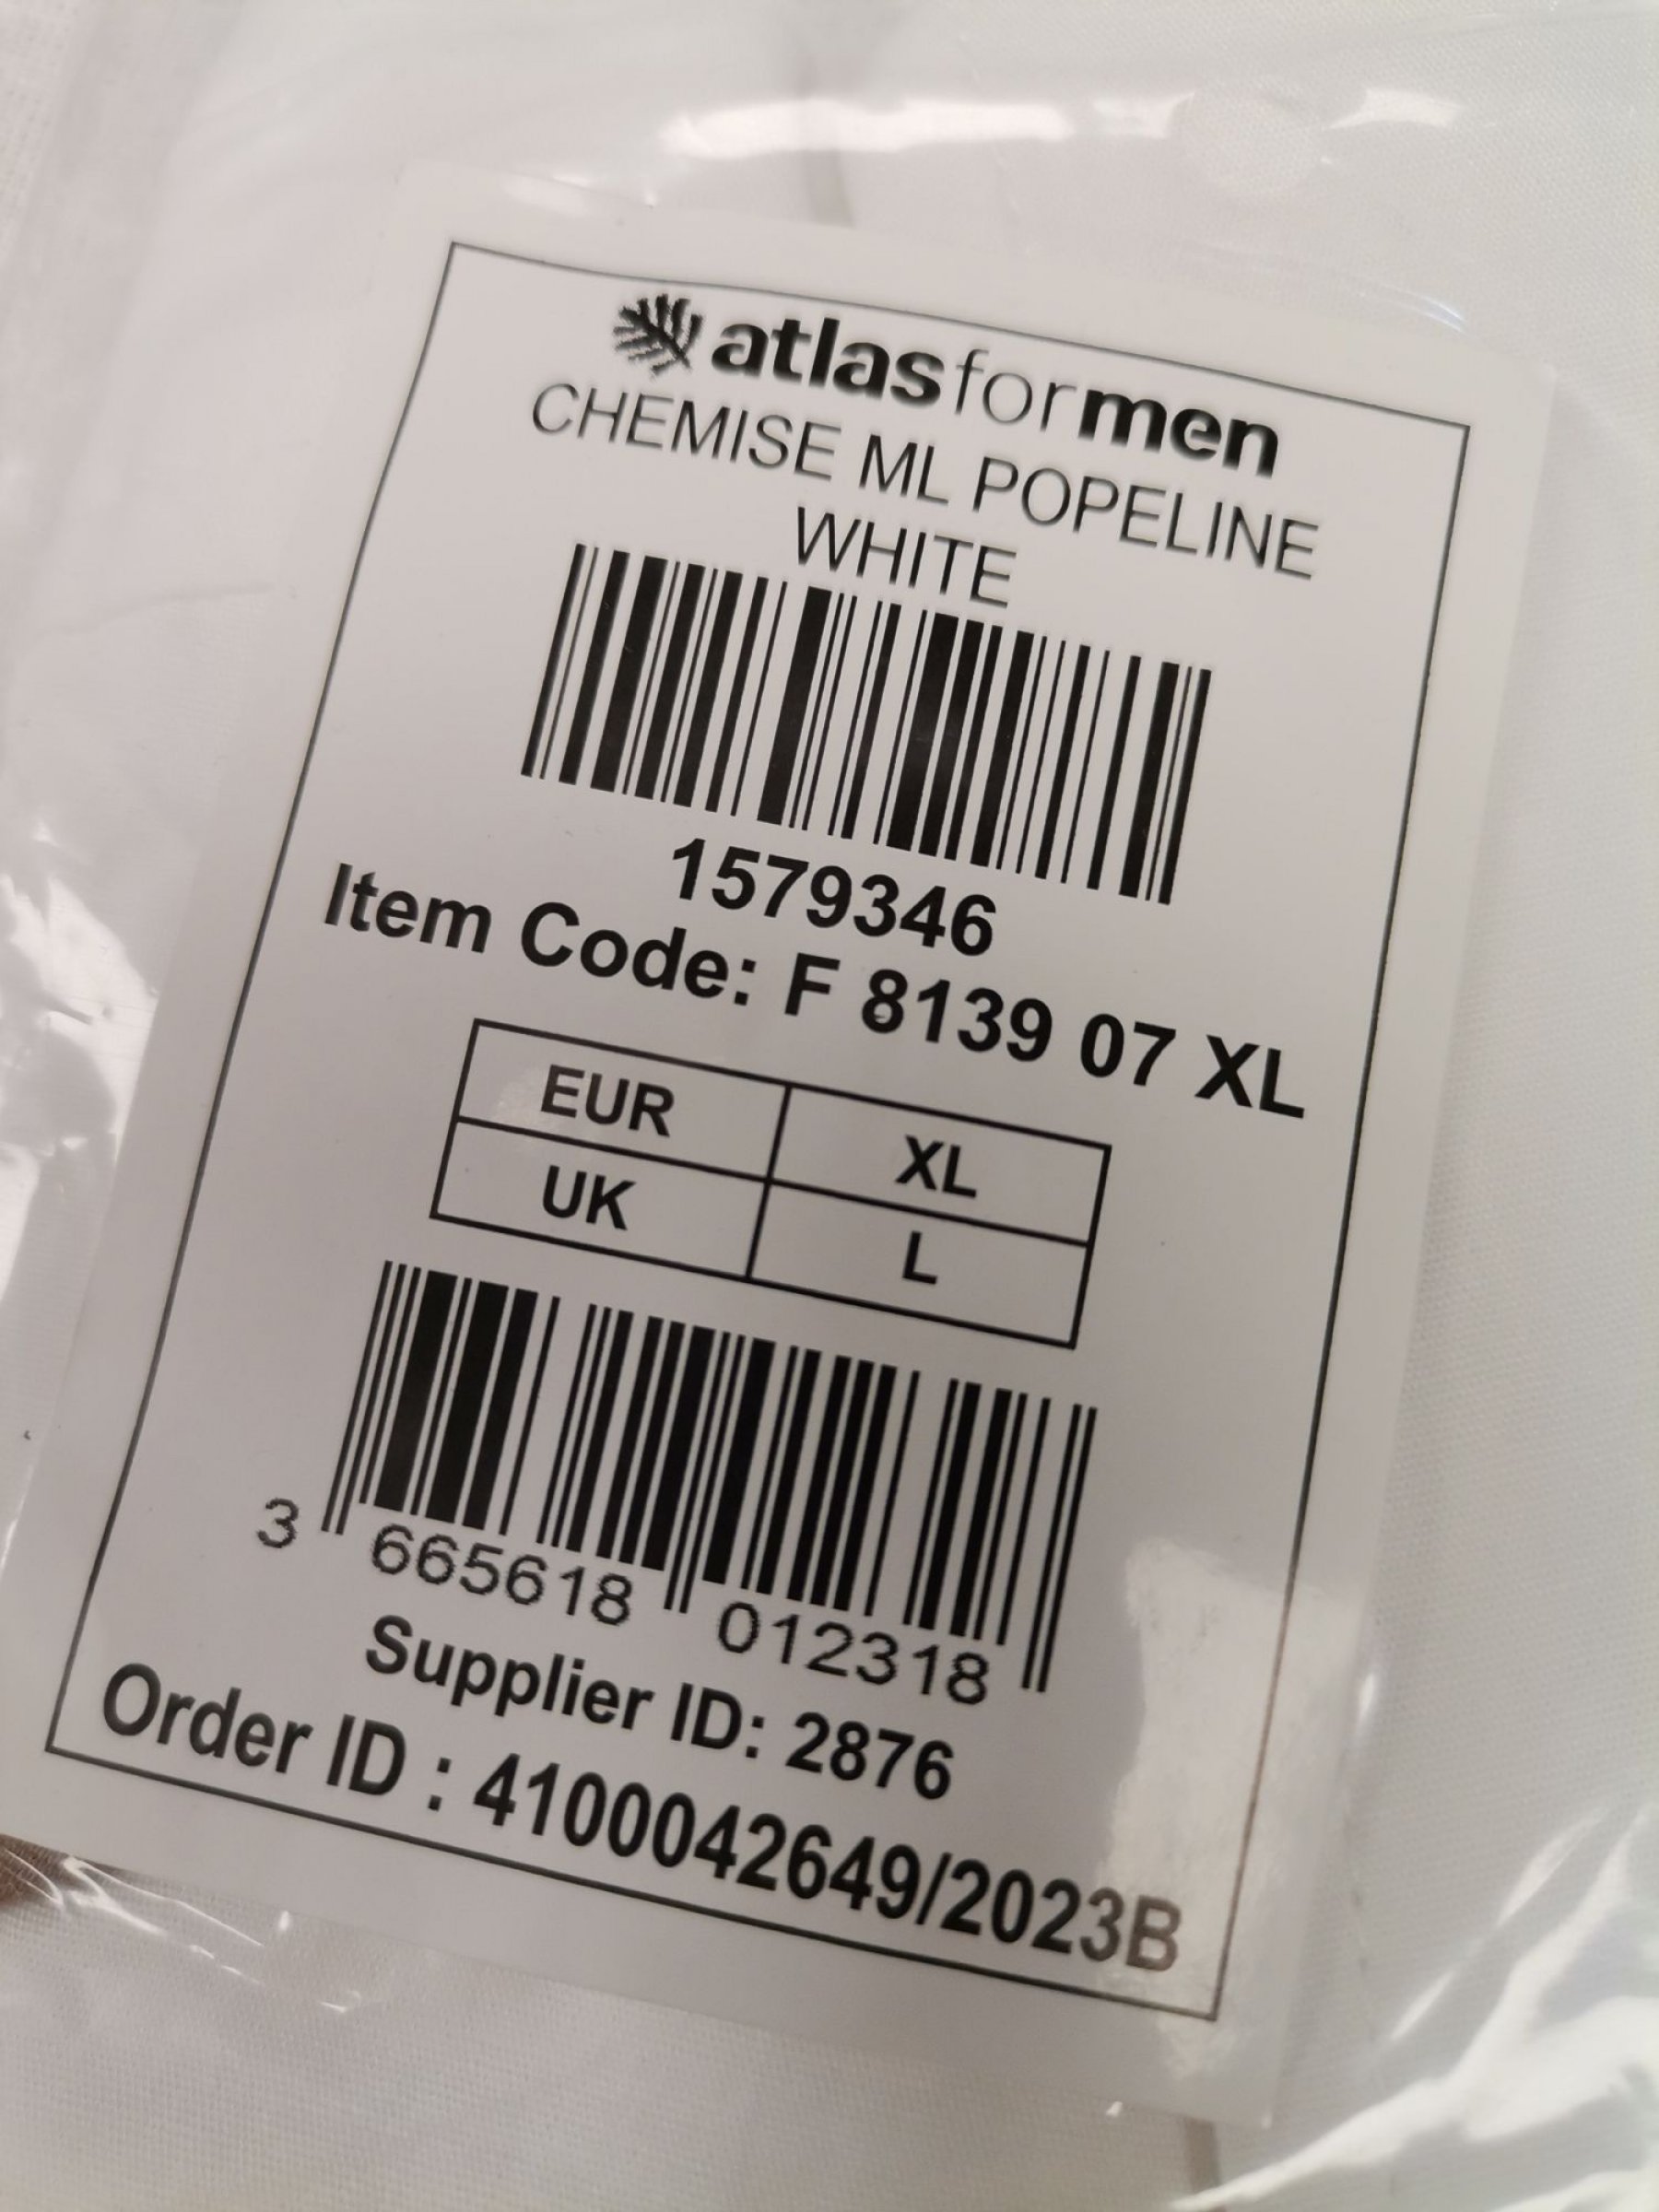 atlasformen
CHEMISE ML POPELINE
WHITE
1579346
Item Code: F 8139 07 XL
EUR XL
UK L
3 665618 012318
Supplier ID: 2876
Order ID : 4100042649/2023B